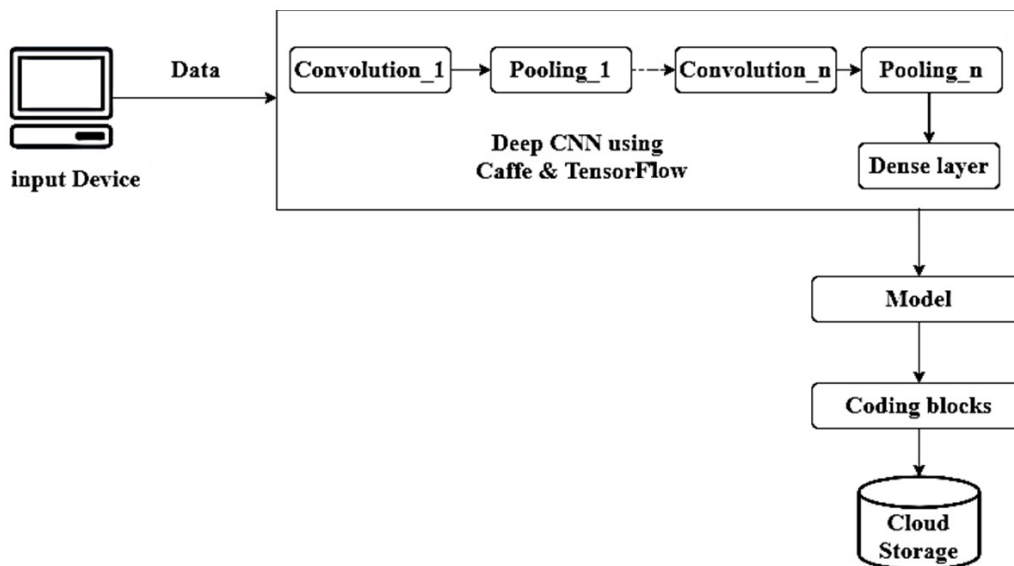 Data
input Device
Convolution_1
Pooling_1
Convolution_n
Pooling_n
Deep CNN using
Caffe & TensorFlow
Dense layer
Model
Coding blocks
Cloud
Storage